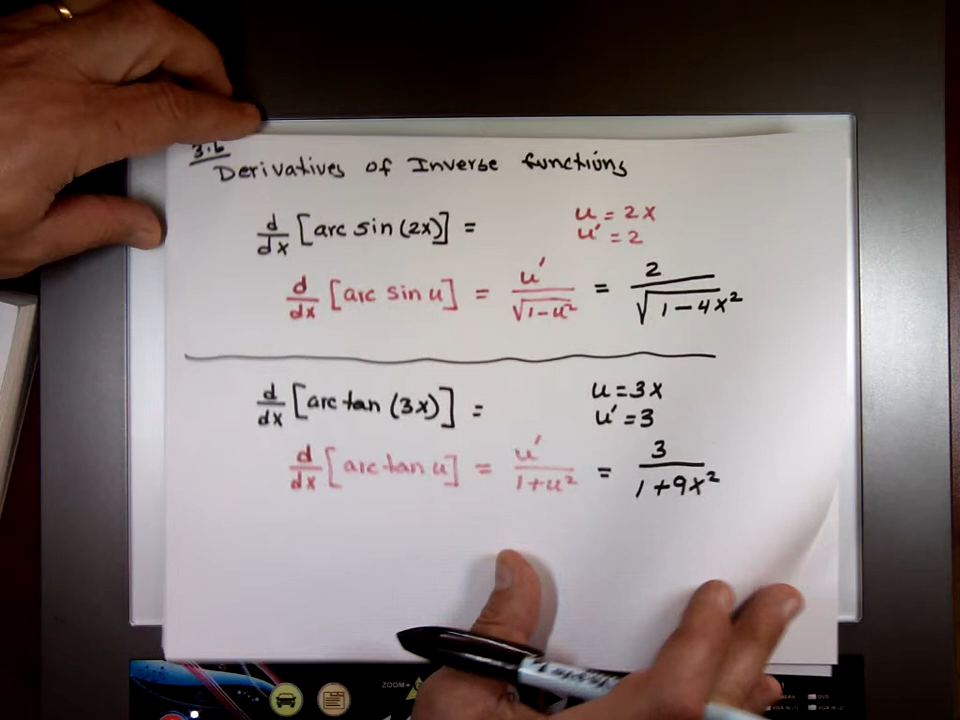 3.6
Derivatives of Inverse functions
d/dx [arc sin (2x)] =
u = 2x
u' = 2
d/dx [arc sin u] = u'/√(1-u²) = 2/√(1-4x²)
d/dx [arc tan (3x)] =
u = 3x
u' = 3
d/dx [arc tan u] = u'/(1+u²) = 3/(1+9x²)
ZOOM+